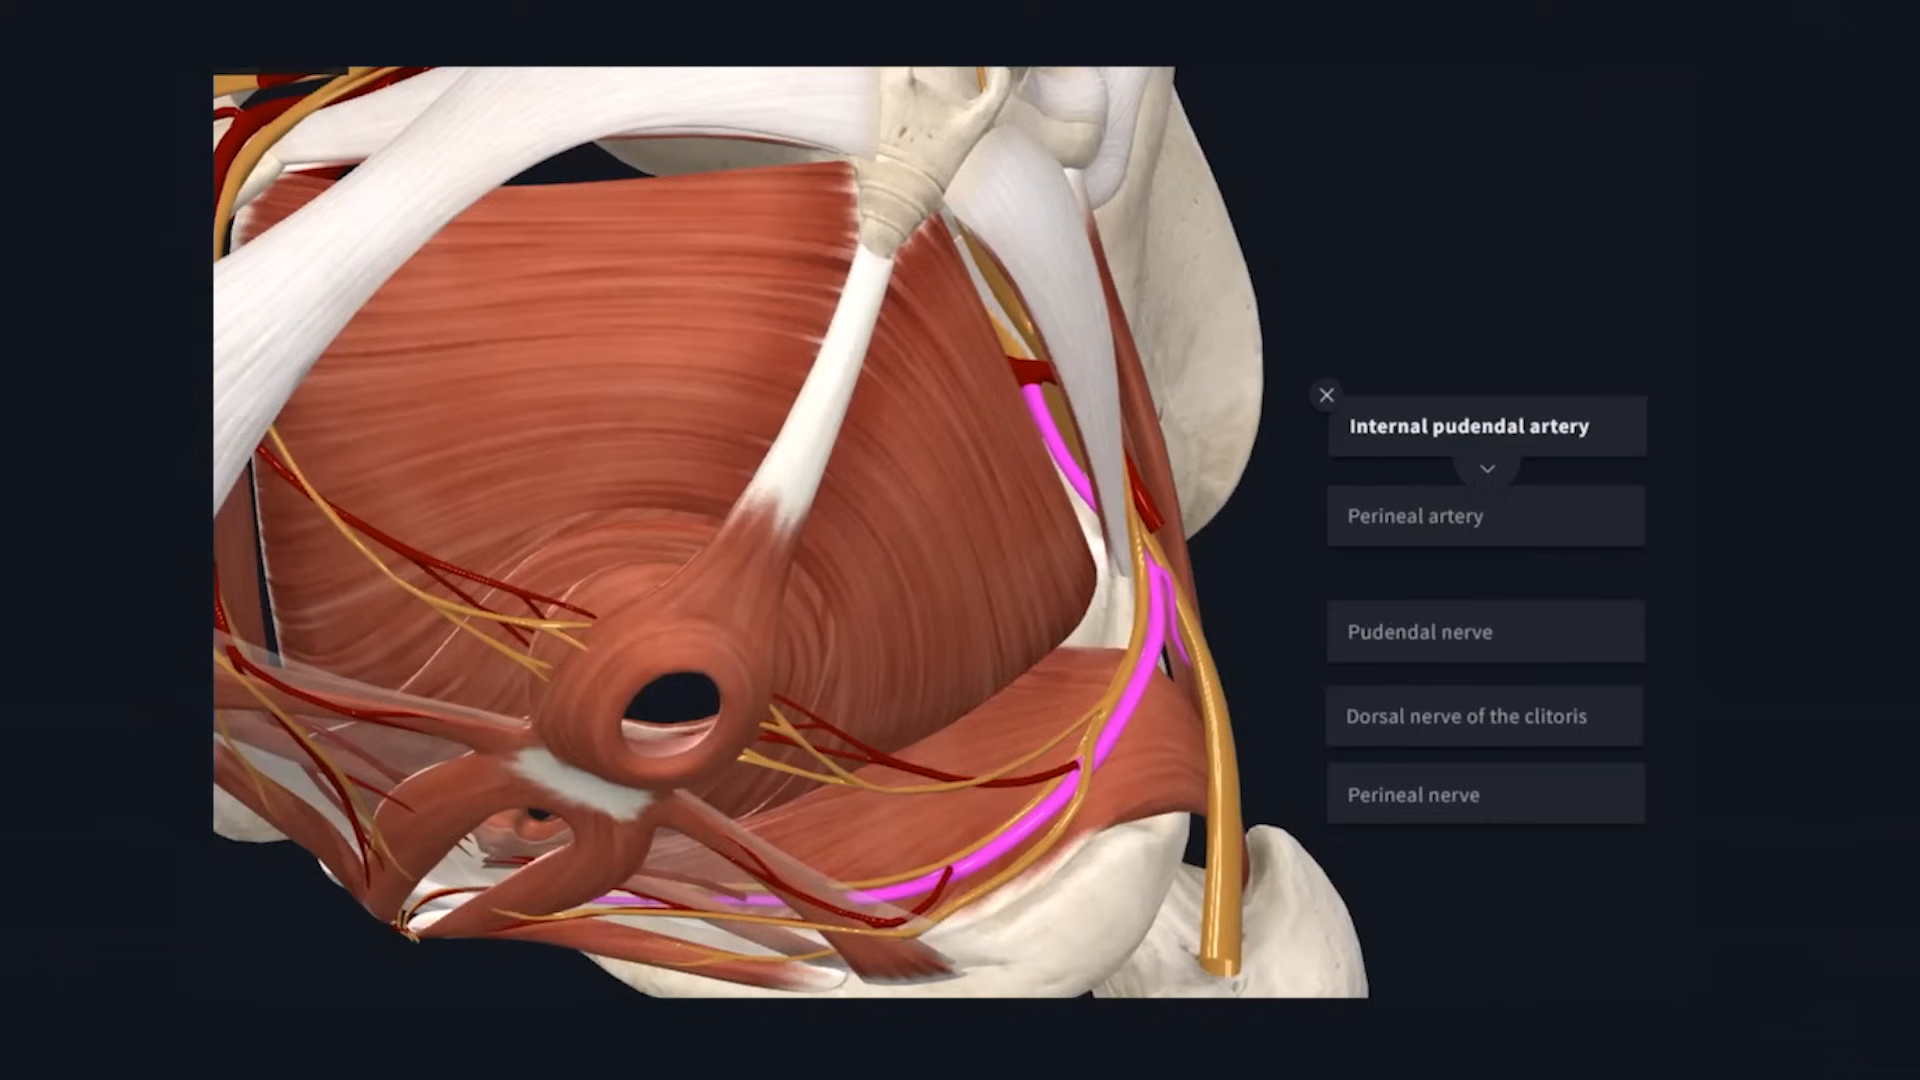 Internal pudendal artery
Perineal artery
Pudendal nerve
Dorsal nerve of the clitoris
Perineal nerve